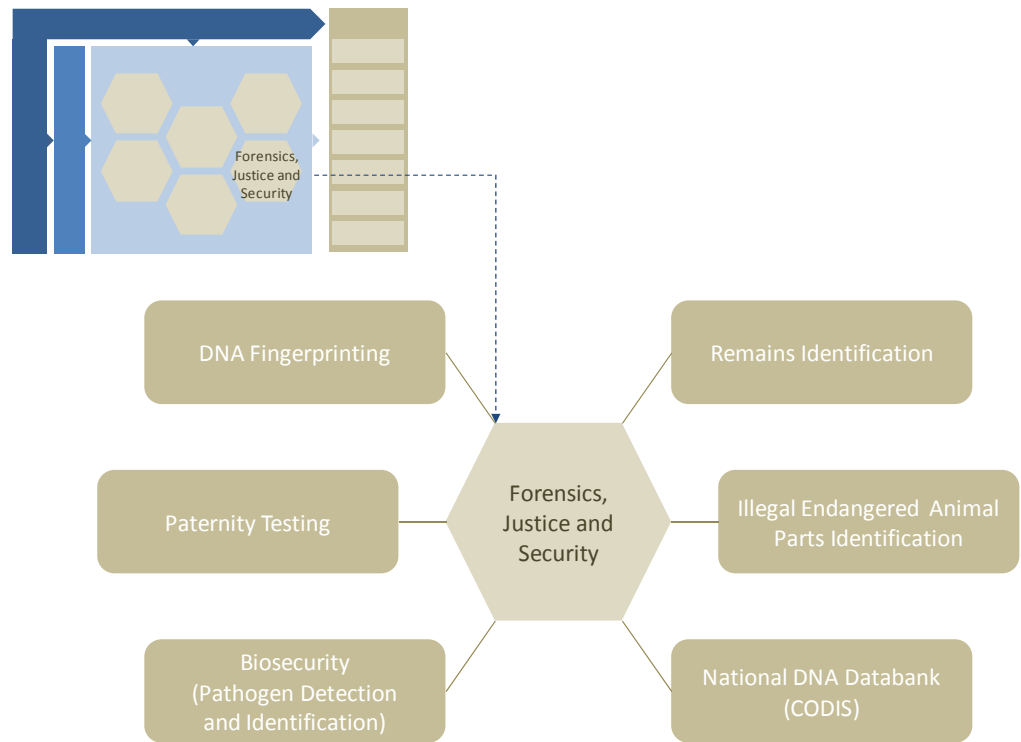 Forensics,
Justice and
Security
DNA Fingerprinting
Remains Identification
Forensics,
Justice and
Security
Paternity Testing
Illegal Endangered Animal
Parts Identification
Biosecurity
(Pathogen Detection
and Identification)
National DNA Databank
(CODIS)